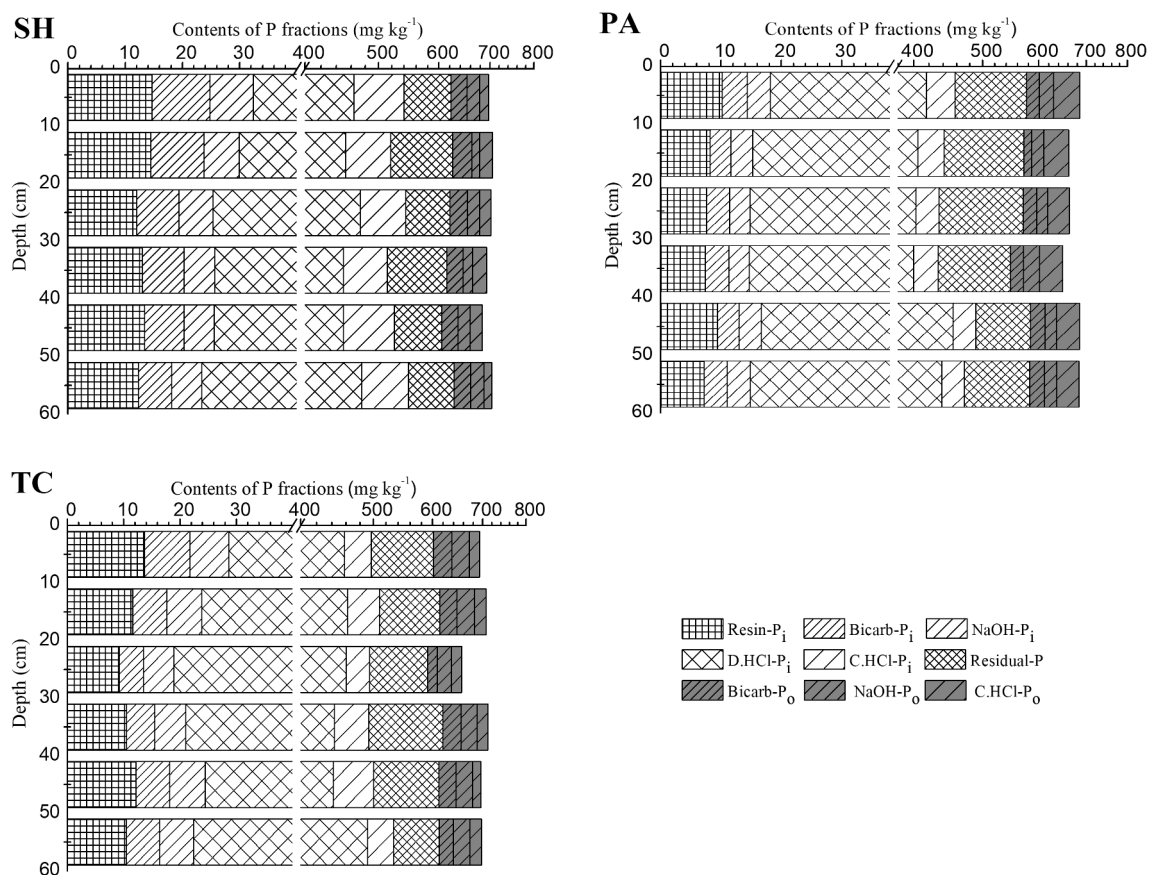 SH
Contents of P fractions (mg kg⁻¹)
0 10 20 30 400 500 600 700 800
Depth (cm)
0
10
20
30
40
50
60
PA
Contents of P fractions (mg kg⁻¹)
0 10 20 30 400 500 600 700 800
Depth (cm)
0
10
20
30
40
50
60
TC
Contents of P fractions (mg kg⁻¹)
0 10 20 30 400 500 600 700 800
Depth (cm)
0
10
20
30
40
50
60
Resin-Pi Bicarb-Pi NaOH-Pi
D.HCl-Pi C.HCl-Pi Residual-P
Bicarb-Po NaOH-Po C.HCl-Po